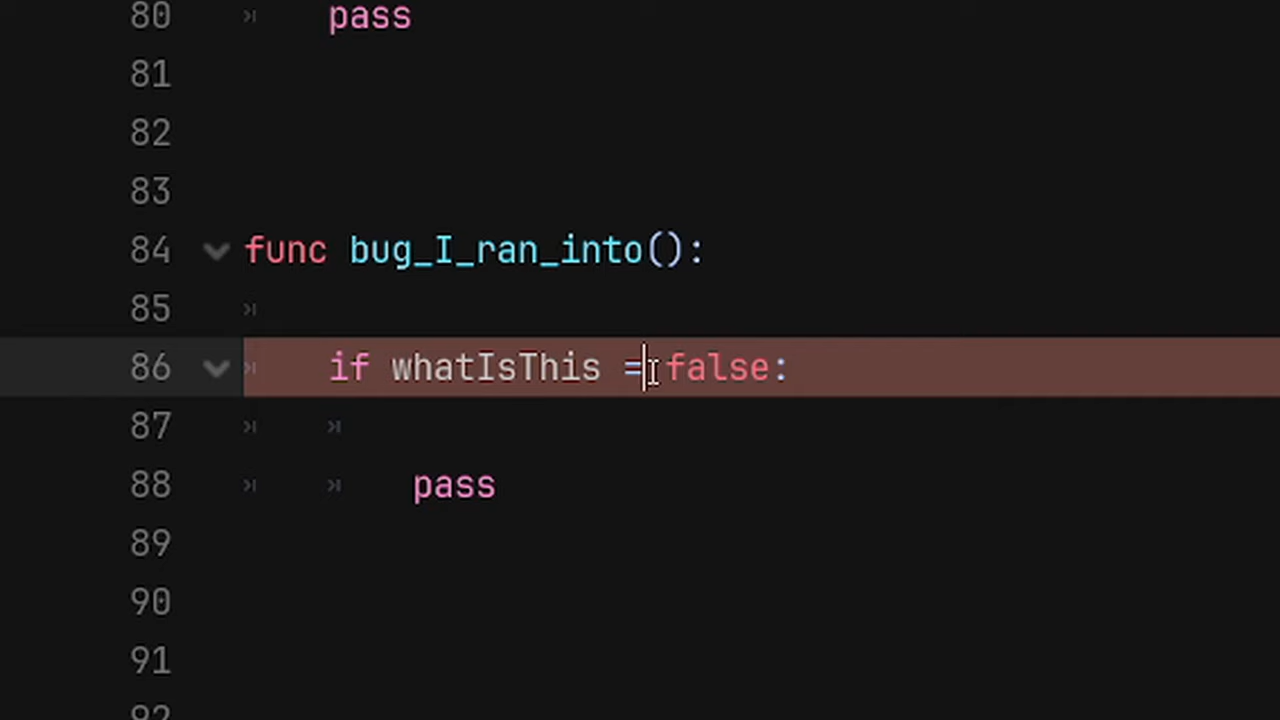 80 pass
81
82
83
84 func bug_I_ran_into():
85
86 if whatIsThis = false:
87
88 pass
89
90
91
92